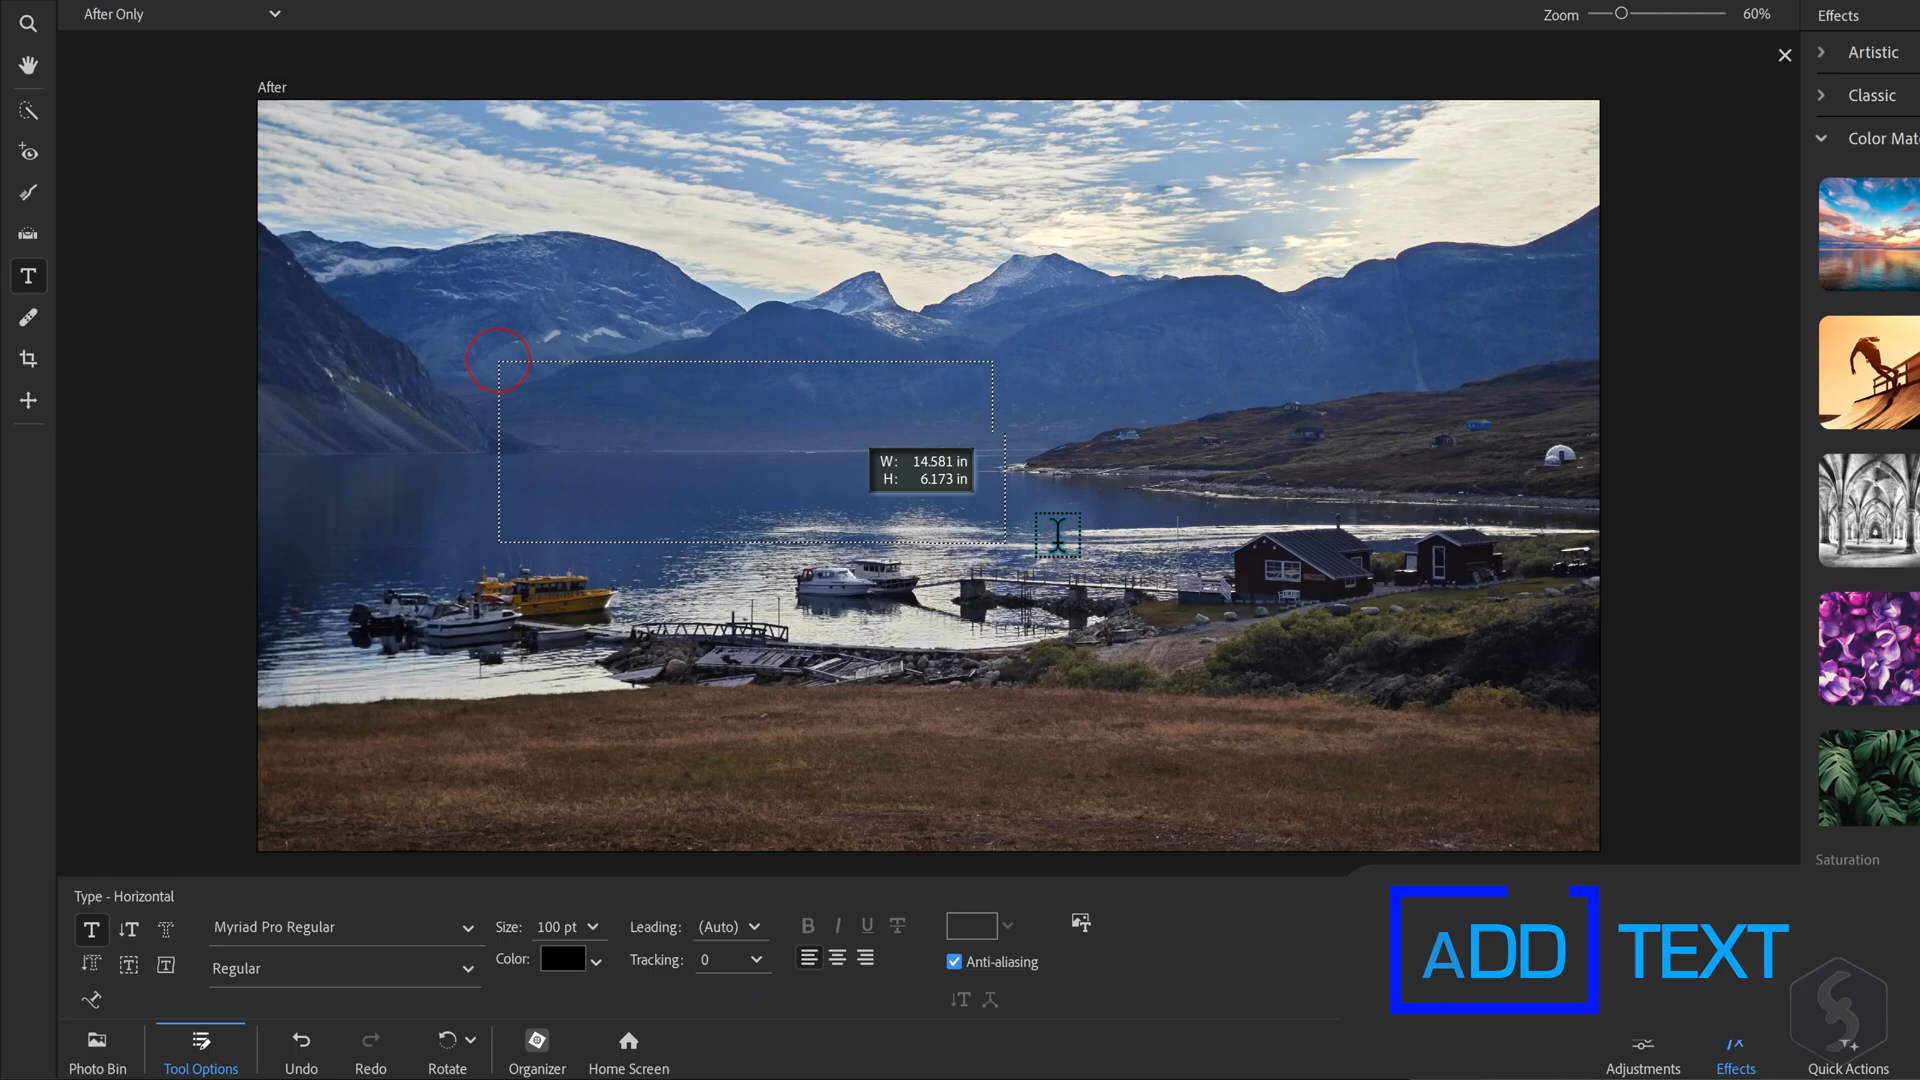 After Only
Zoom
60%
Effects
Artistic
Classic
Color Mat
After
W: 14.581 in
H: 6.173 in
Saturation
Type - Horizontal
Myriad Pro Regular
Regular
Size: 100 pt
Color:
Leading: (Auto)
Tracking: 0
B I U T
Anti-aliasing
ADD TEXT
Photo Bin
Tool Options
Undo
Redo
Rotate
Organizer
Home Screen
Adjustments
Effects
Quick Actions